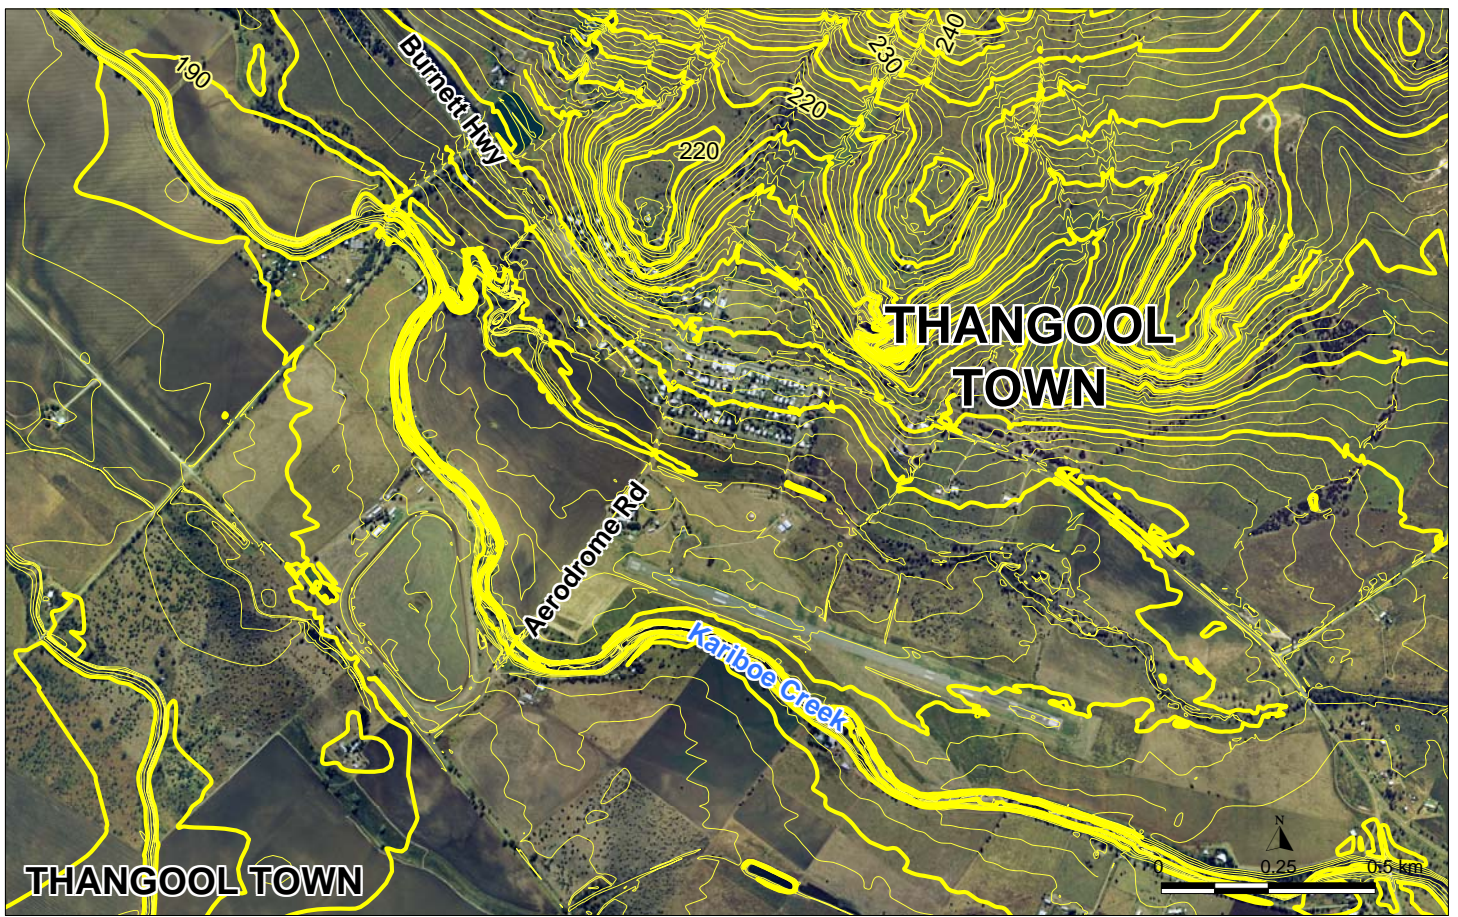 240
230
Burnett Hwy
190
220
220
THANGOOL
TOWN
Aerodrome Rd
Kariboe Creek
N
0 0.25 0.5 km
THANGOOL TOWN